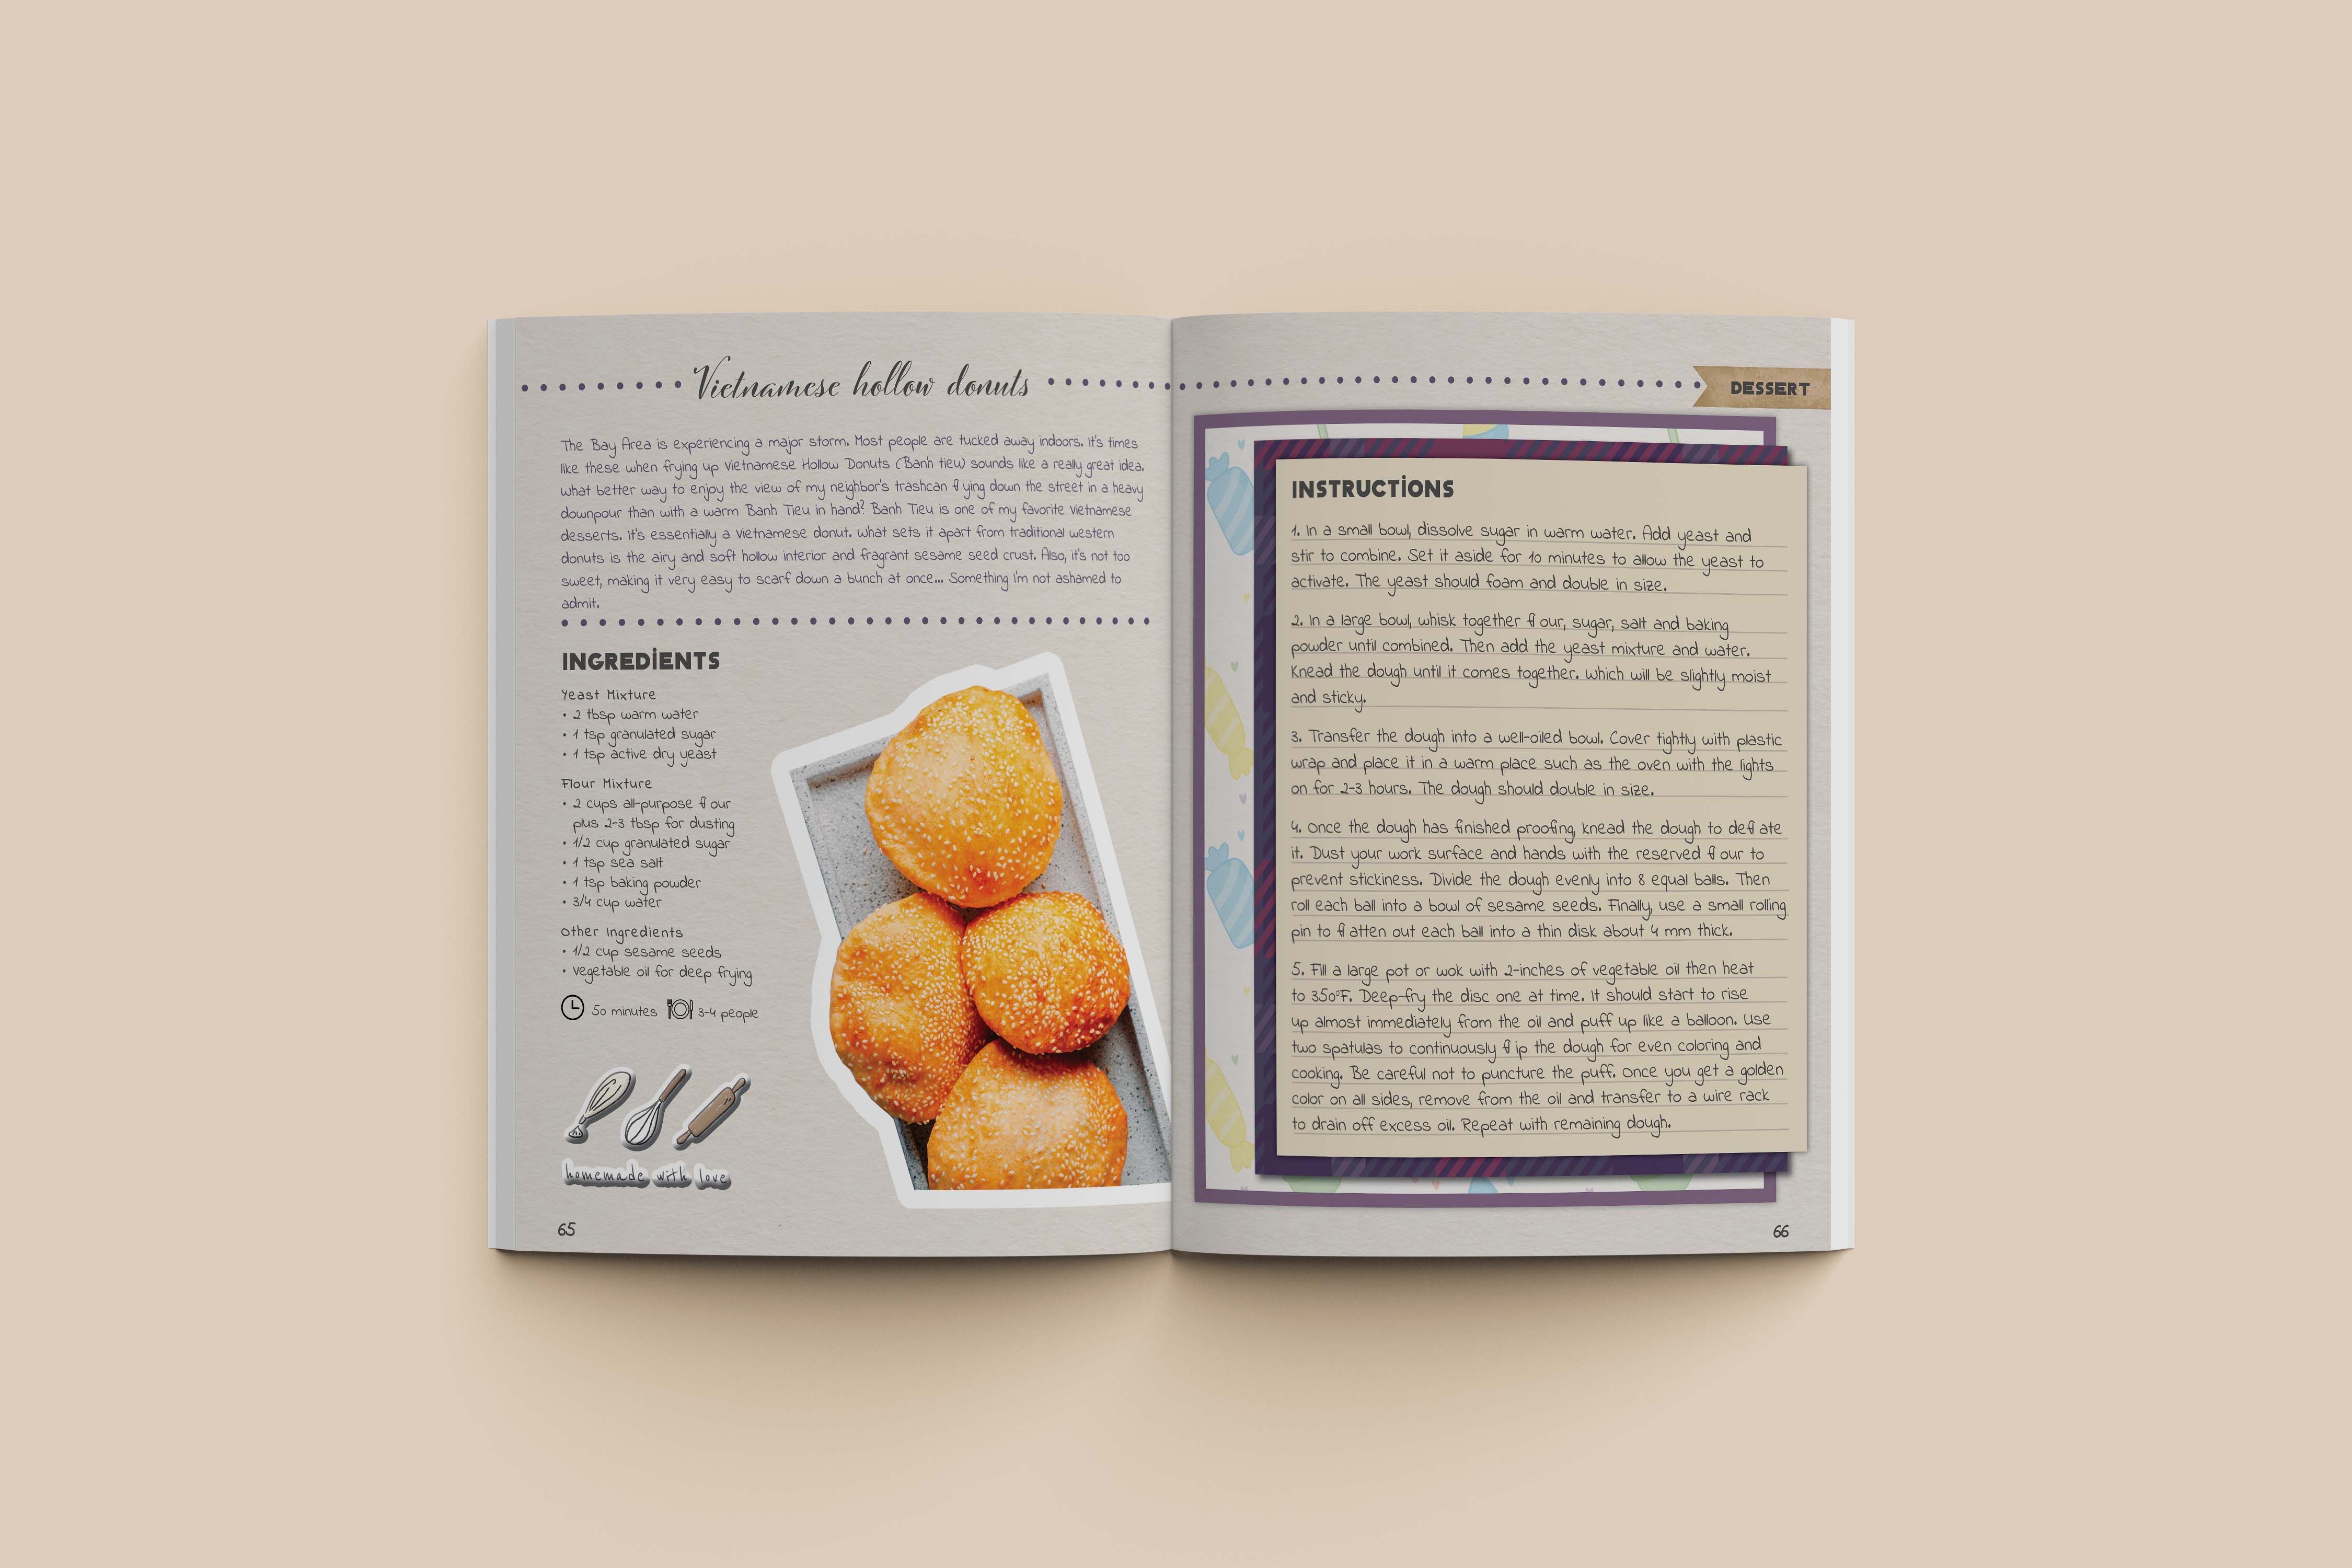 Vietnamese hollow donuts
The Bay Area is experiencing a major storm. Most people are tucked away indoors. It's times
like these when frying up Vietnamese Hollow Donuts (Banh tieu) sounds like a really great idea.
What better way to enjoy the view of my neighbor's trashcan fl ying down the street in a heavy
downpour than with a warm Banh Tieu in hand? Banh Tieu is one of my favorite Vietnamese
desserts. It's essentially a Vietnamese donut. What sets it apart from traditional western
donuts is the airy and soft hollow interior and fragrant sesame seed crust. Also, it's not too
sweet, making it very easy to scarf down a bunch at once... Something I'm not ashamed to
admit.
INGREDIENTS
Yeast Mixture
• 2 tbsp warm water
• 1 tsp granulated sugar
• 1 tsp active dry yeast
Flour Mixture
• 2 cups all-purpose fl our
plus 2-3 tbsp for dusting
• 1/2 cup granulated sugar
• 1 tsp sea salt
• 1 tsp baking powder
• 3/4 cup water
Other Ingredients
• 1/2 cup sesame seeds
• Vegetable oil for deep frying
50 minutes 3-4 people
homemade with love
65
DESSERT
INSTRUCTIONS
1. In a small bowl, dissolve sugar in warm water. Add yeast and
stir to combine. Set it aside for 10 minutes to allow the yeast to
activate. The yeast should foam and double in size.
2. In a large bowl, whisk together fl our, sugar, salt and baking
powder until combined. Then add the yeast mixture and water.
Knead the dough until it comes together. Which will be slightly moist
and sticky.
3. Transfer the dough into a well-oiled bowl. Cover tightly with plastic
wrap and place it in a warm place such as the oven with the lights
on for 2-3 hours. The dough should double in size.
4. Once the dough has finished proofing, knead the dough to defl ate
it. Dust your work surface and hands with the reserved fl our to
prevent stickiness. Divide the dough evenly into 8 equal balls. Then
roll each ball into a bowl of sesame seeds. Finally, use a small rolling
pin to fl atten out each ball into a thin disk about 4 mm thick.
5. Fill a large pot or wok with 2-inches of vegetable oil then heat
to 350°F. Deep-fry the disc one at time. It should start to rise
up almost immediately from the oil and puff up like a balloon. Use
two spatulas to continuously fl ip the dough for even coloring and
cooking. Be careful not to puncture the puff. Once you get a golden
color on all sides, remove from the oil and transfer to a wire rack
to drain off excess oil. Repeat with remaining dough.
66